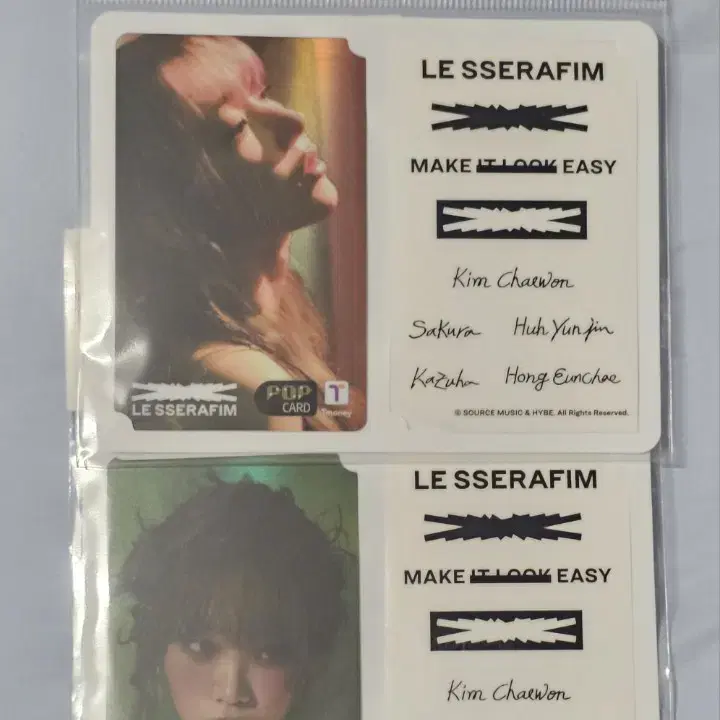 LE SSERAFIM
MAKE IT LOOK EASY
Kim Chaewon
Sakura Huh Yunjin
Kazuha Hong Eunchae
© SOURCE MUSIC & HYBE. All Rights Reserved.
LE SSERAFIM
POP
CARD
T
Tmoney
LE SSERAFIM
MAKE IT LOOK EASY
Kim Chaewon